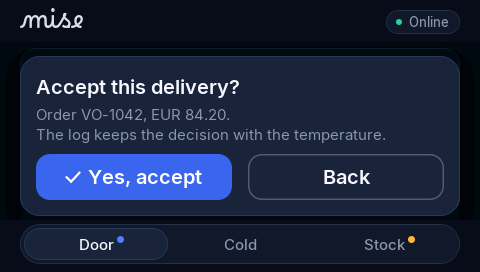 mise
Online
Accept this delivery?
Order VO-1042, EUR 84.20.
The log keeps the decision with the temperature.
Yes, accept
Back
Door
Cold
Stock